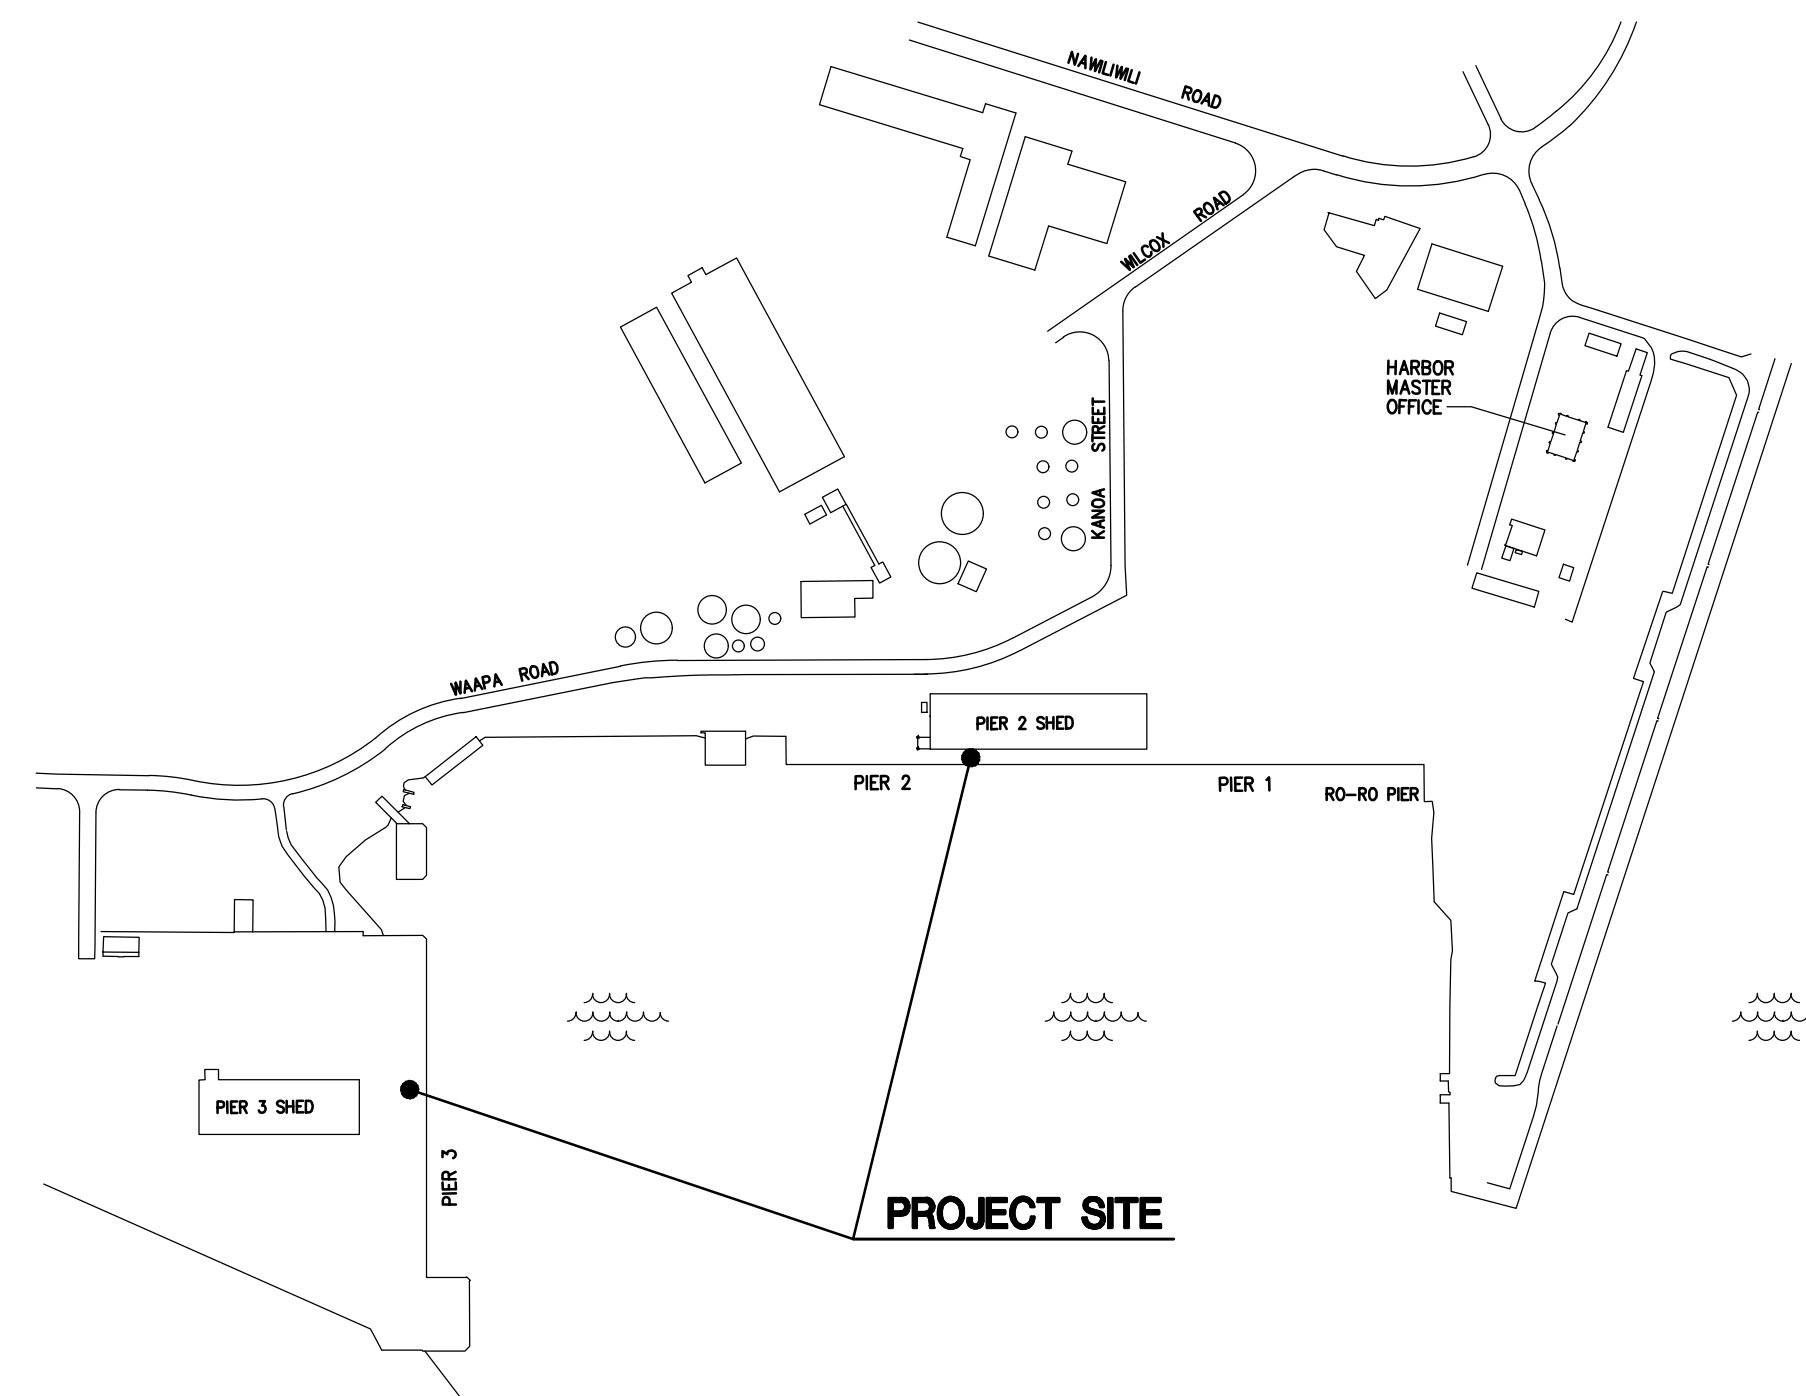 NAWILIWILI ROAD
WILCOX ROAD
HARBOR
MASTER
OFFICE
KANOA STREET
WAAPA ROAD
PIER 2 SHED
PIER 2
PIER 1
RO-RO PIER
PIER 3 SHED
PIER 3
PROJECT SITE